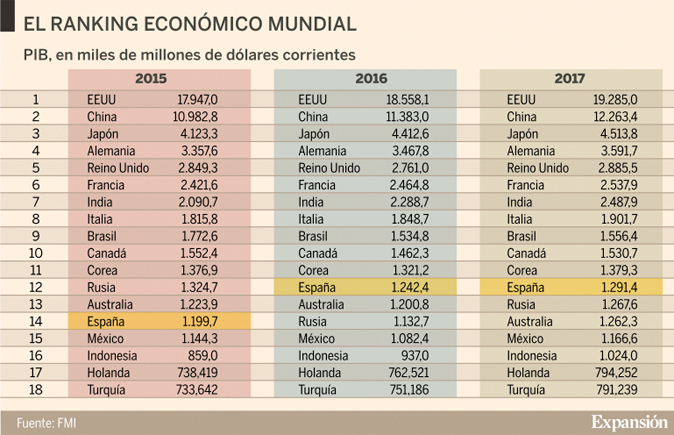 EL RANKING ECONÓMICO MUNDIAL
PIB, en miles de millones de dólares corrientes
2015 2016 2017
1 EEUU 17.947,0 EEUU 18.558,1 EEUU 19.285,0
2 China 10.982,8 China 11.383,0 China 12.263,4
3 Japón 4.123,3 Japón 4.412,6 Japón 4.513,8
4 Alemania 3.357,6 Alemania 3.467,8 Alemania 3.591,7
5 Reino Unido 2.849,3 Reino Unido 2.761,0 Reino Unido 2.885,5
6 Francia 2.421,6 Francia 2.464,8 Francia 2.537,9
7 India 2.090,7 India 2.288,7 India 2.487,9
8 Italia 1.815,8 Italia 1.848,7 Italia 1.901,7
9 Brasil 1.772,6 Brasil 1.534,8 Brasil 1.556,4
10 Canadá 1.552,4 Canadá 1.462,3 Canadá 1.530,7
11 Corea 1.376,9 Corea 1.321,2 Corea 1.379,3
12 Rusia 1.324,7 España 1.242,4 España 1.291,4
13 Australia 1.223,9 Australia 1.200,8 Rusia 1.267,6
14 España 1.199,7 Rusia 1.132,7 Australia 1.262,3
15 México 1.144,3 México 1.082,4 México 1.166,6
16 Indonesia 859,0 Indonesia 937,0 Indonesia 1.024,0
17 Holanda 738,419 Holanda 762,521 Holanda 794,252
18 Turquía 733,642 Turquía 751,186 Turquía 791,239
Fuente: FMI Expansión